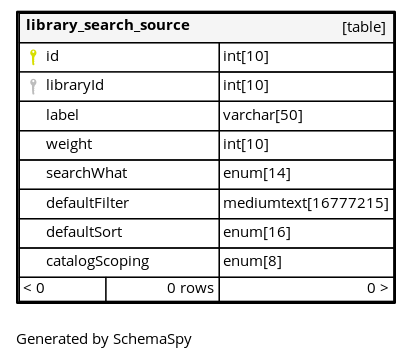 library_search_source [table]
id int[10]
libraryId int[10]
label varchar[50]
weight int[10]
searchWhat enum[14]
defaultFilter mediumtext[16777215]
defaultSort enum[16]
catalogScoping enum[8]
< 0 0 rows 0 >
Generated by SchemaSpy